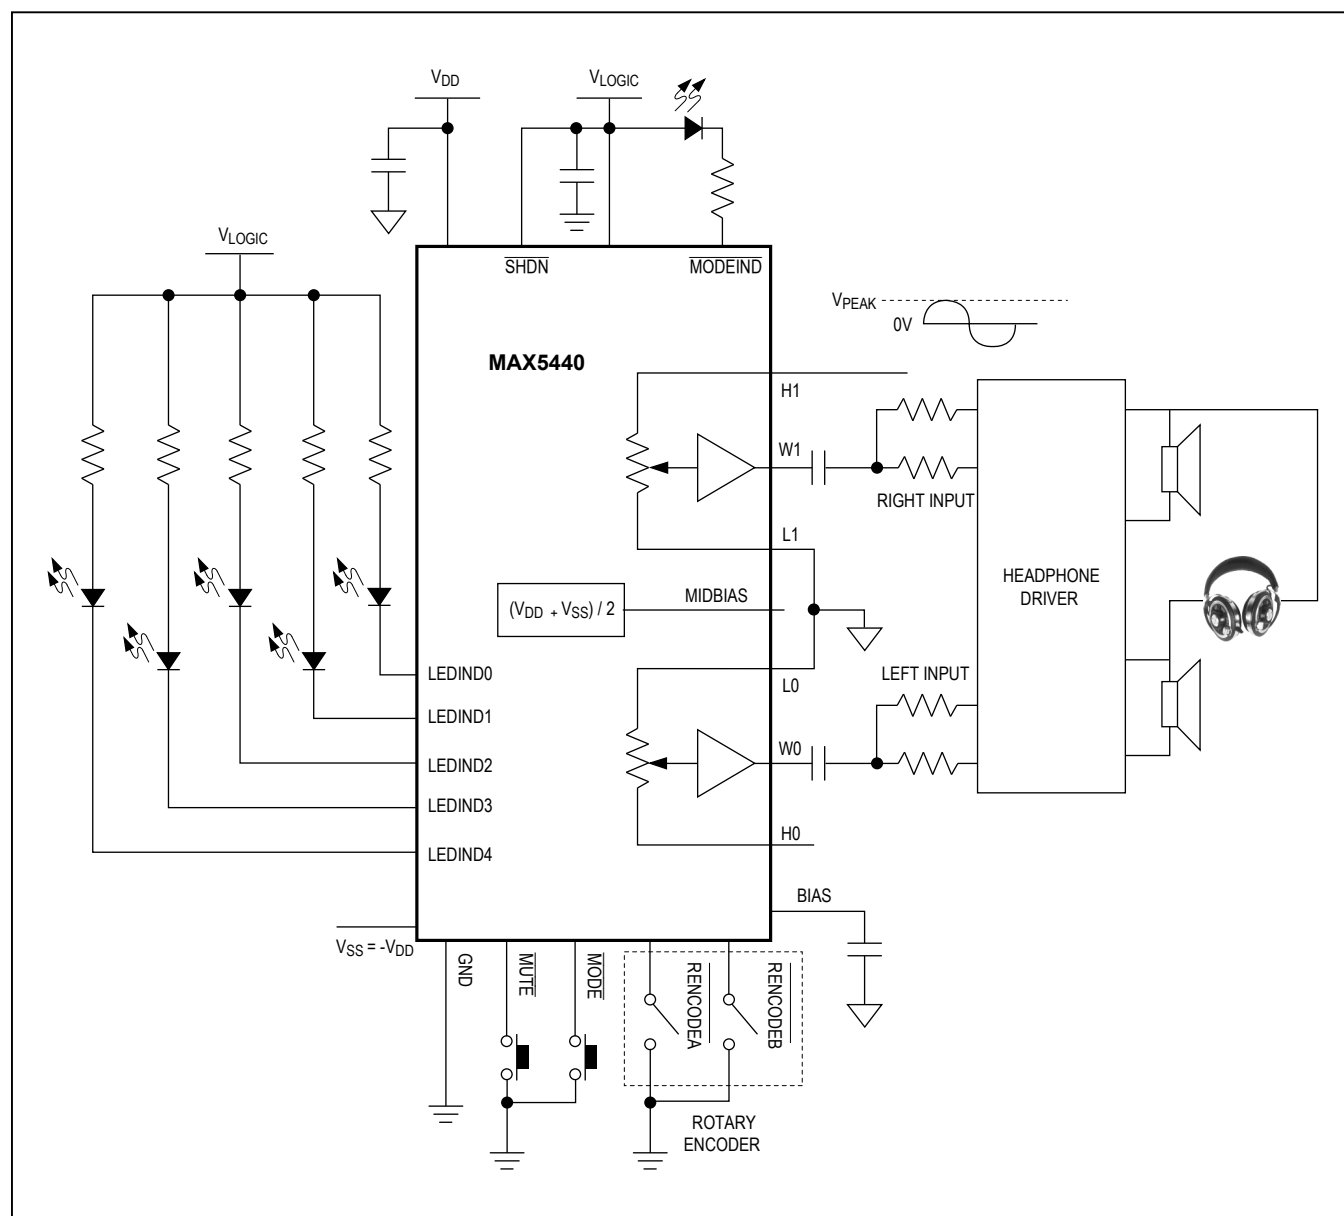 VDD
VLOGIC
VLOGIC
SHDN
MODEIND
VPEAK
0V
MAX5440
H1
W1
RIGHT INPUT
L1
HEADPHONE
DRIVER
(VDD + VSS) / 2
MIDBIAS
LEDIND0
L0
LEFT INPUT
LEDIND1
W0
LEDIND2
LEDIND3
H0
LEDIND4
BIAS
VSS = -VDD
GND
MUTE
MODE
RENCODEA
RENCODEB
ROTARY
ENCODER